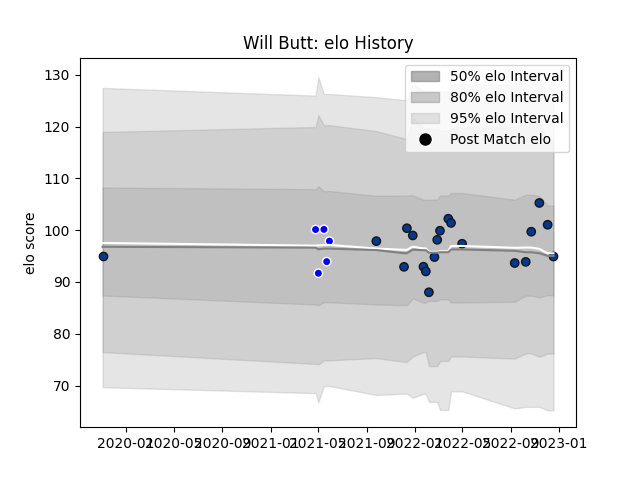 Will Butt: elo History
130
120
110
100
90
80
70
elo score
50% elo Interval
80% elo Interval
95% elo Interval
Post Match elo
2020-01 2020-05 2020-09 2021-01 2021-05 2021-09 2022-01 2022-05 2022-09 2023-01